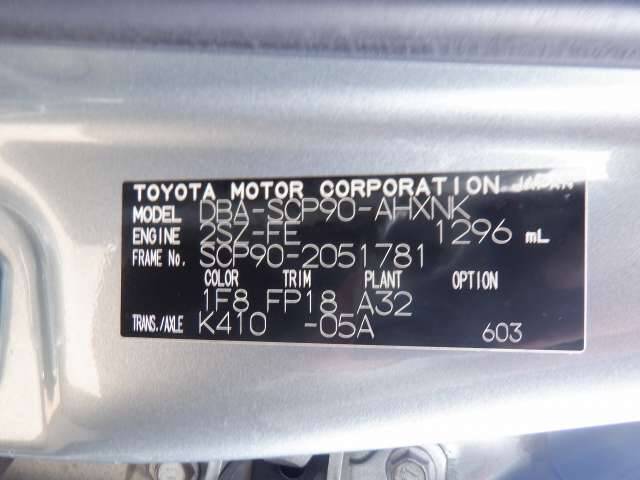 TOYOTA MOTOR CORPORATION JAPAN
MODEL DBA-SCP90-AHXNK
ENGINE 2SZ-FE 1296 mL
FRAME No. SCP90-2051781
COLOR TRIM PLANT OPTION
1F8 FP18 A32
TRANS./AXLE K410 -05A 603